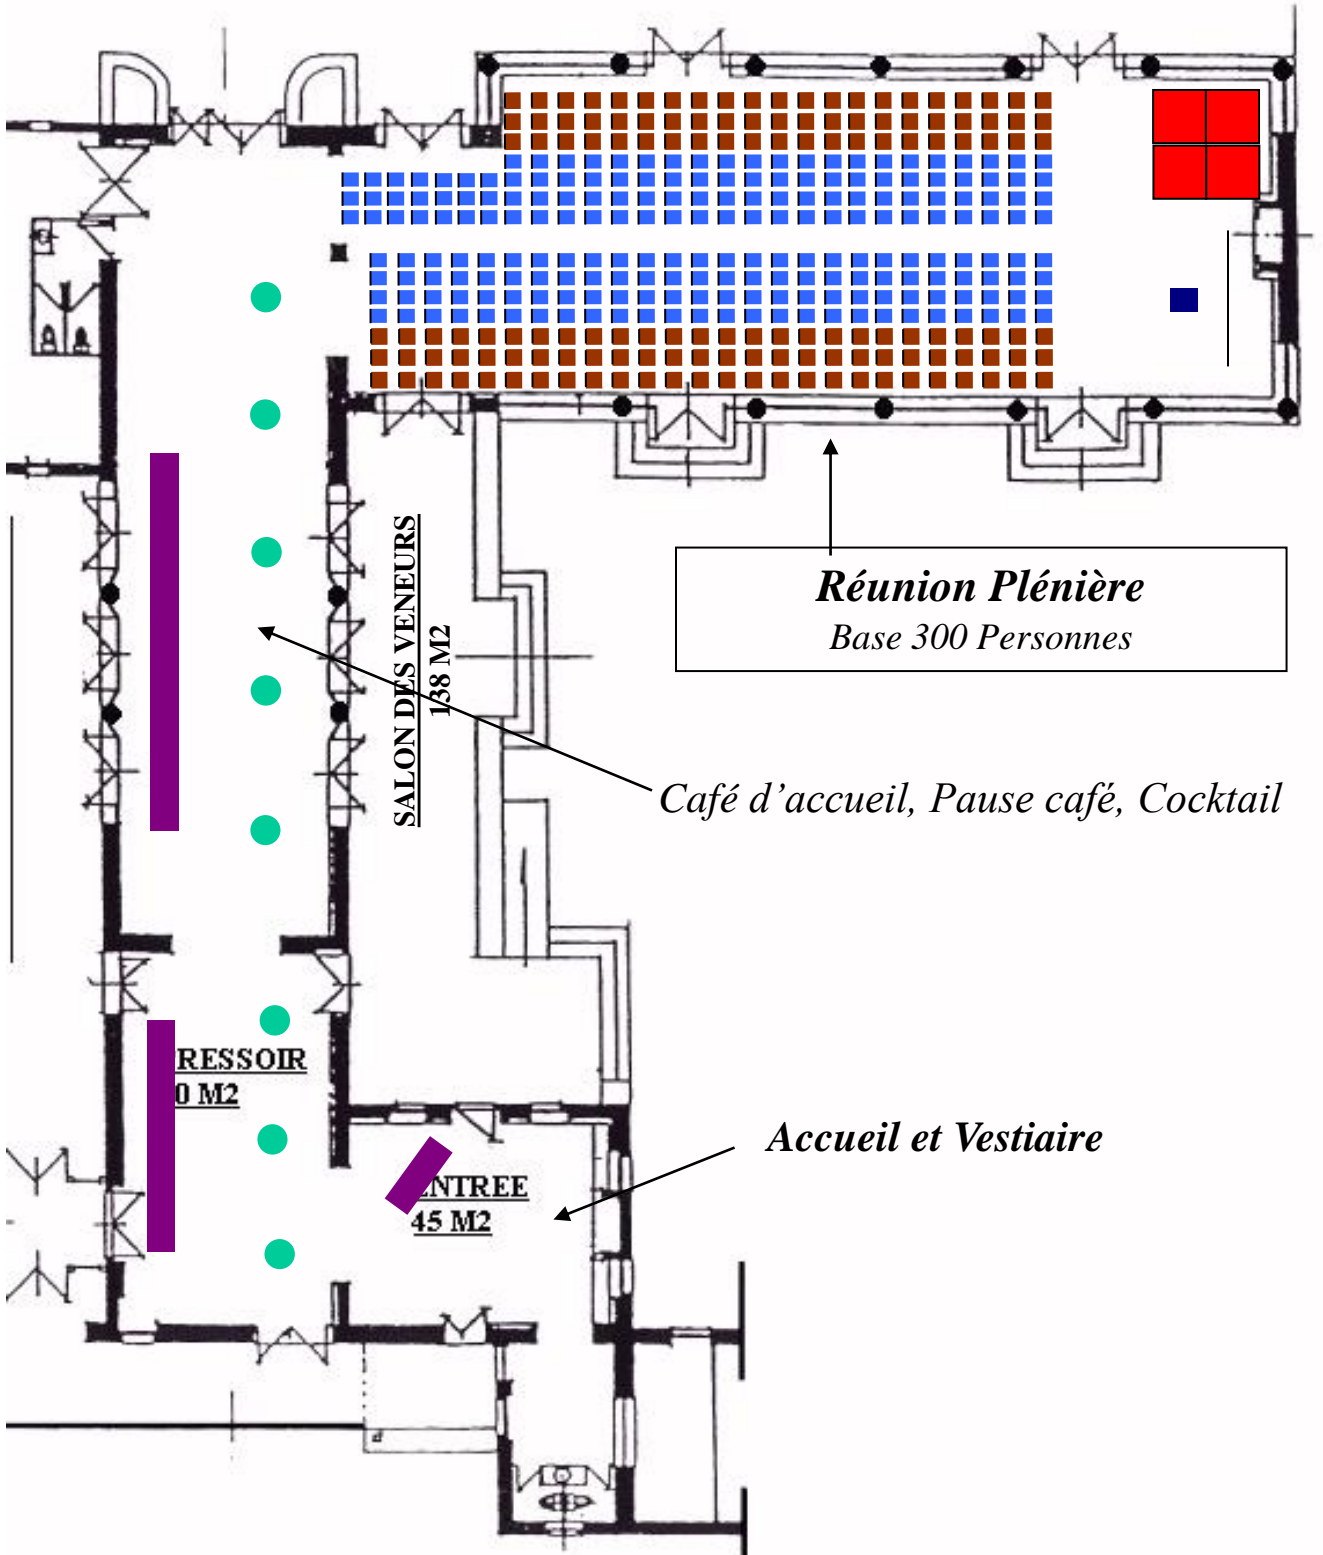 Réunion Plénière
Base 300 Personnes
SALON DES VENEURS
138 M2
Café d’accueil, Pause café, Cocktail
RESSOIR
0 M2
Accueil et Vestiaire
ENTREE
45 M2